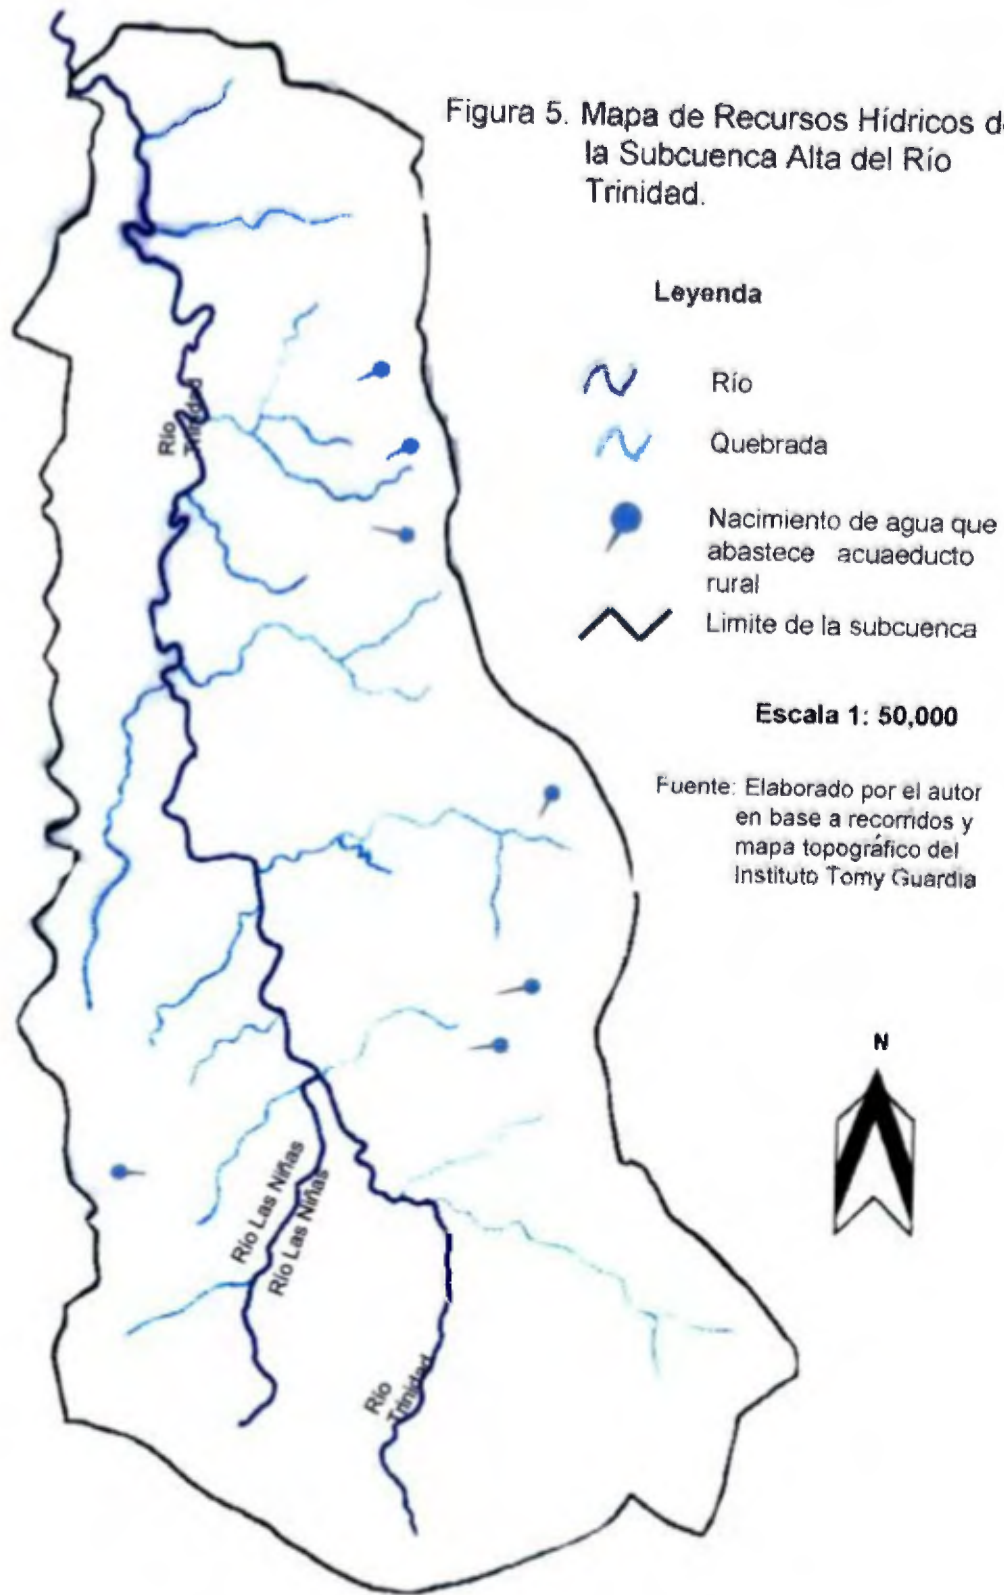 Figura 5. Mapa de Recursos Hídricos d
la Subcuenca Alta del Río
Trinidad.
Leyenda
Río
Quebrada
Nacimiento de agua que
abastece acuaeducto
rural
Limite de la subcuenca
Escala 1: 50,000
Fuente: Elaborado por el autor
en base a recorridos y
mapa topográfico del
Instituto Tomy Guardia
N
Río
Trinidad
Río Las Niñas
Río Las Niñas
Río
Trinidad